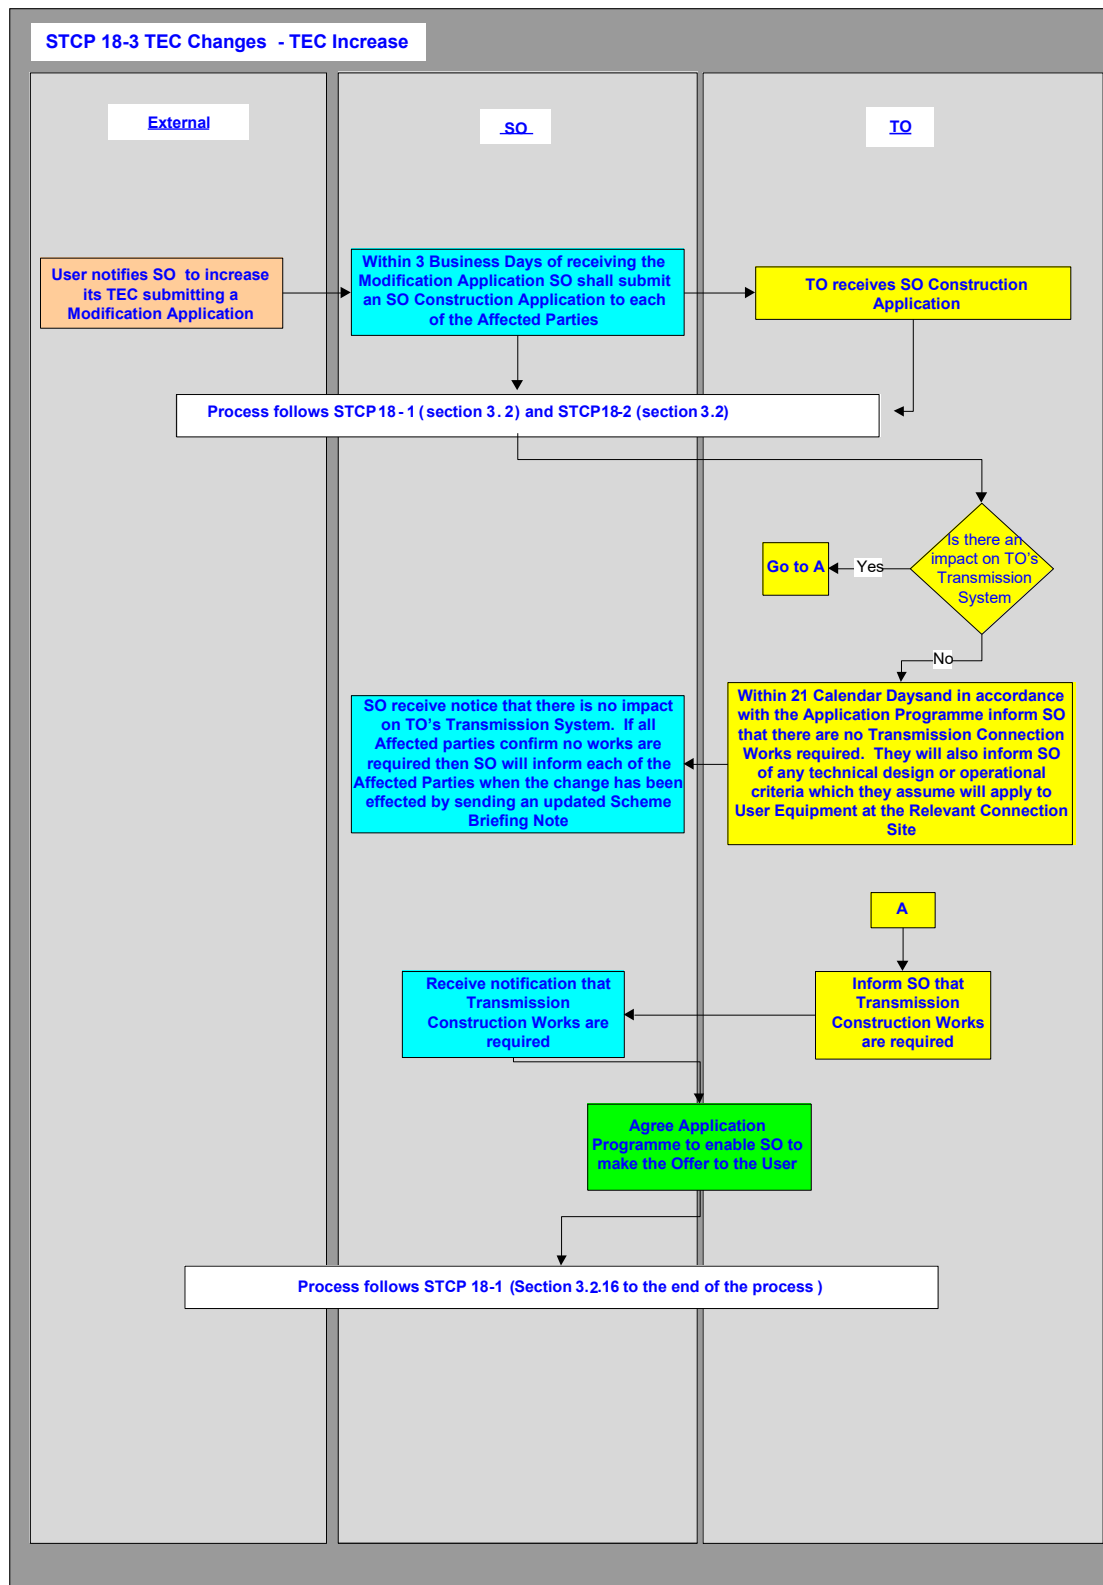 STCP 18-3 TEC Changes - TEC Increase
External
SO
TO
User notifies SO to increase
its TEC submitting a
Modification Application
Within 3 Business Days of receiving the
Modification Application SO shall submit
an SO Construction Application to each
of the Affected Parties
TO receives SO Construction
Application
Process follows STCP 18 - 1 ( section 3. 2) and STCP18-2 (section 3.2)
Is there an
impact on TO's
Transmission
System
Yes
Go to A
No
Within 21 Calendar Daysand in accordance
with the Application Programme inform SO
that there are no Transmission Connection
Works required. They will also inform SO
of any technical design or operational
criteria which they assume will apply to
User Equipment at the Relevant Connection
Site
SO receive notice that there is no impact
on TO's Transmission System. If all
Affected parties confirm no works are
required then SO will inform each of the
Affected Parties when the change has been
effected by sending an updated Scheme
Briefing Note
A
Inform SO that
Transmission
Construction Works
are required
Receive notification that
Transmission
Construction Works are
required
Agree Application
Programme to enable SO to
make the Offer to the User
Process follows STCP 18-1 (Section 3.2.16 to the end of the process )